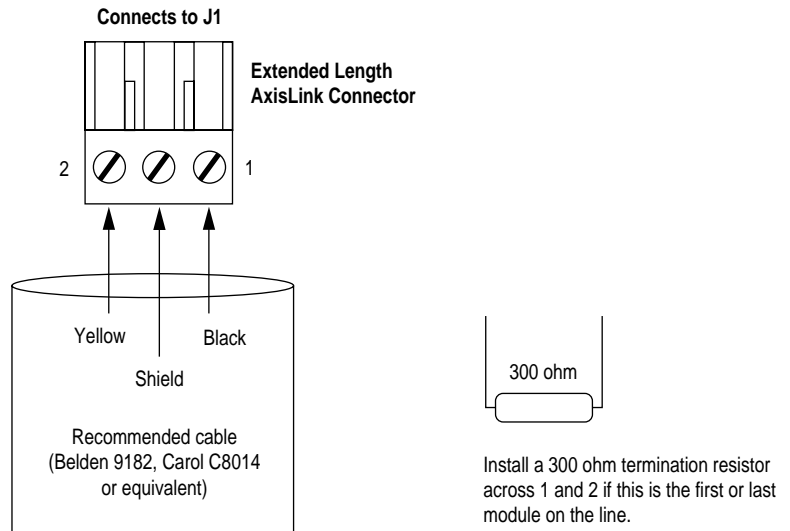 Connects to J1
Extended Length
AxisLink Connector
2
1
Yellow
Black
Shield
Recommended cable
(Belden 9182, Carol C8014
or equivalent)
300 ohm
Install a 300 ohm termination resistor
across 1 and 2 if this is the first or last
module on the line.